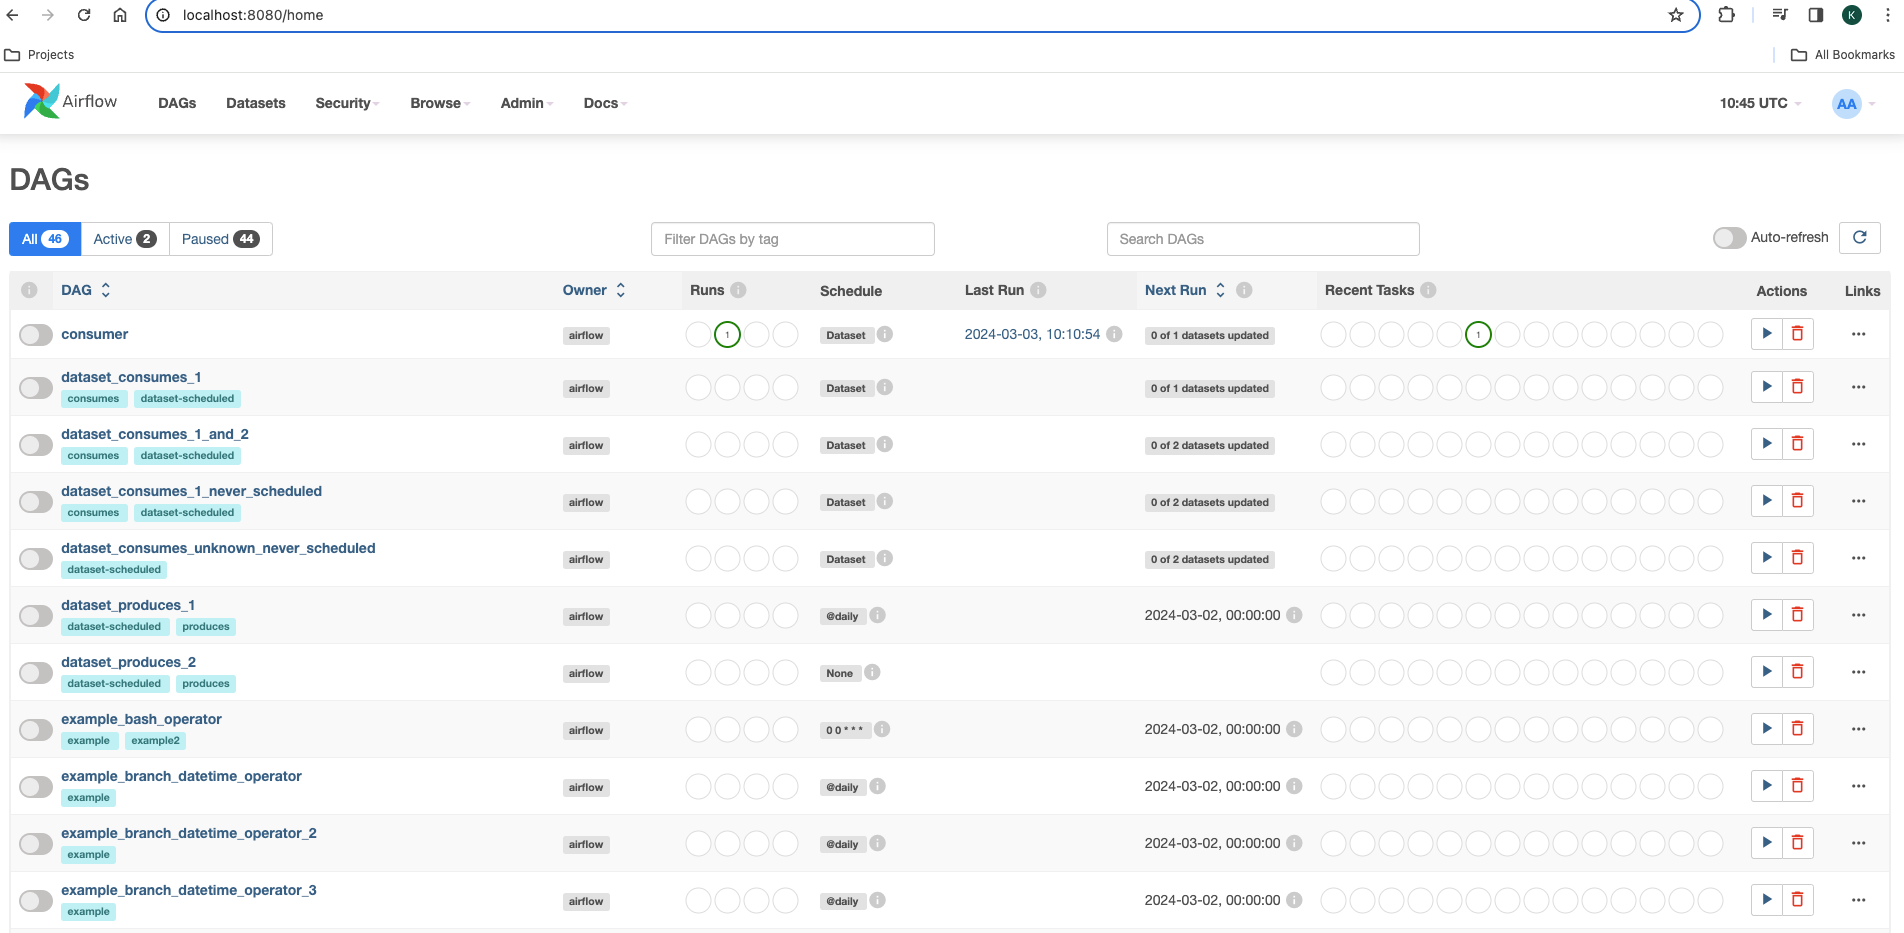 localhost:8080/home
K
Projects
All Bookmarks
Airflow DAGs Datasets Security Browse Admin Docs 10:45 UTC AA
DAGs
All 46 Active 2 Paused 44 Filter DAGs by tag Search DAGs Auto-refresh
DAG Owner Runs Schedule Last Run Next Run Recent Tasks Actions Links
consumer airflow 1 Dataset 2024-03-03, 10:10:54 0 of 1 datasets updated 1
dataset_consumes_1
consumes dataset-scheduled airflow Dataset 0 of 1 datasets updated
dataset_consumes_1_and_2
consumes dataset-scheduled airflow Dataset 0 of 2 datasets updated
dataset_consumes_1_never_scheduled
consumes dataset-scheduled airflow Dataset 0 of 2 datasets updated
dataset_consumes_unknown_never_scheduled
dataset-scheduled airflow Dataset 0 of 2 datasets updated
dataset_produces_1
dataset-scheduled produces airflow @daily 2024-03-02, 00:00:00
dataset_produces_2
dataset-scheduled produces airflow None
example_bash_operator
example example2 airflow 0 0 * * * 2024-03-02, 00:00:00
example_branch_datetime_operator
example airflow @daily 2024-03-02, 00:00:00
example_branch_datetime_operator_2
example airflow @daily 2024-03-02, 00:00:00
example_branch_datetime_operator_3
example airflow @daily 2024-03-02, 00:00:00